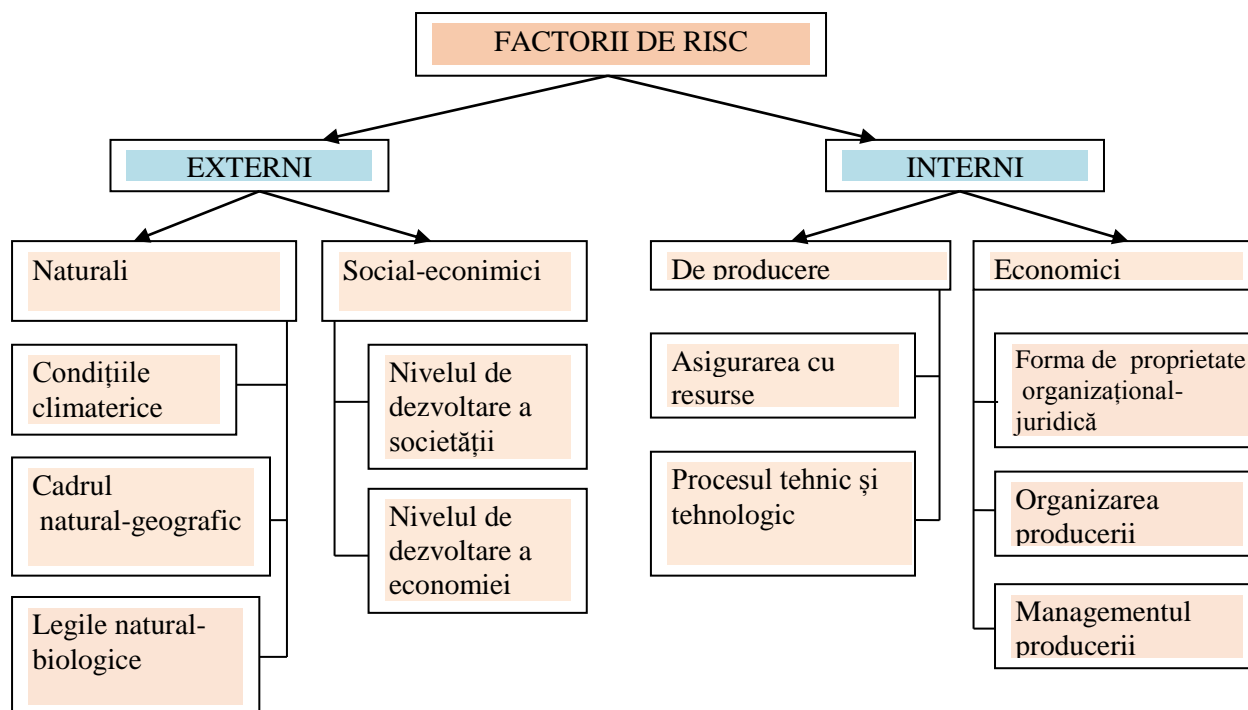 FACTORII DE RISC
EXTERNI
INTERNI
Naturali
Social-econimici
De producere
Economici
Condițiile
climaterice
Cadrul
natural-geografic
Legile natural-
biologice
Nivelul de
dezvoltare a
societății
Nivelul de
dezvoltare a
economiei
Asigurarea cu
resurse
Procesul tehnic și
tehnologic
Forma de proprietate
organizațional-
juridică
Organizarea
producerii
Managementul
producerii